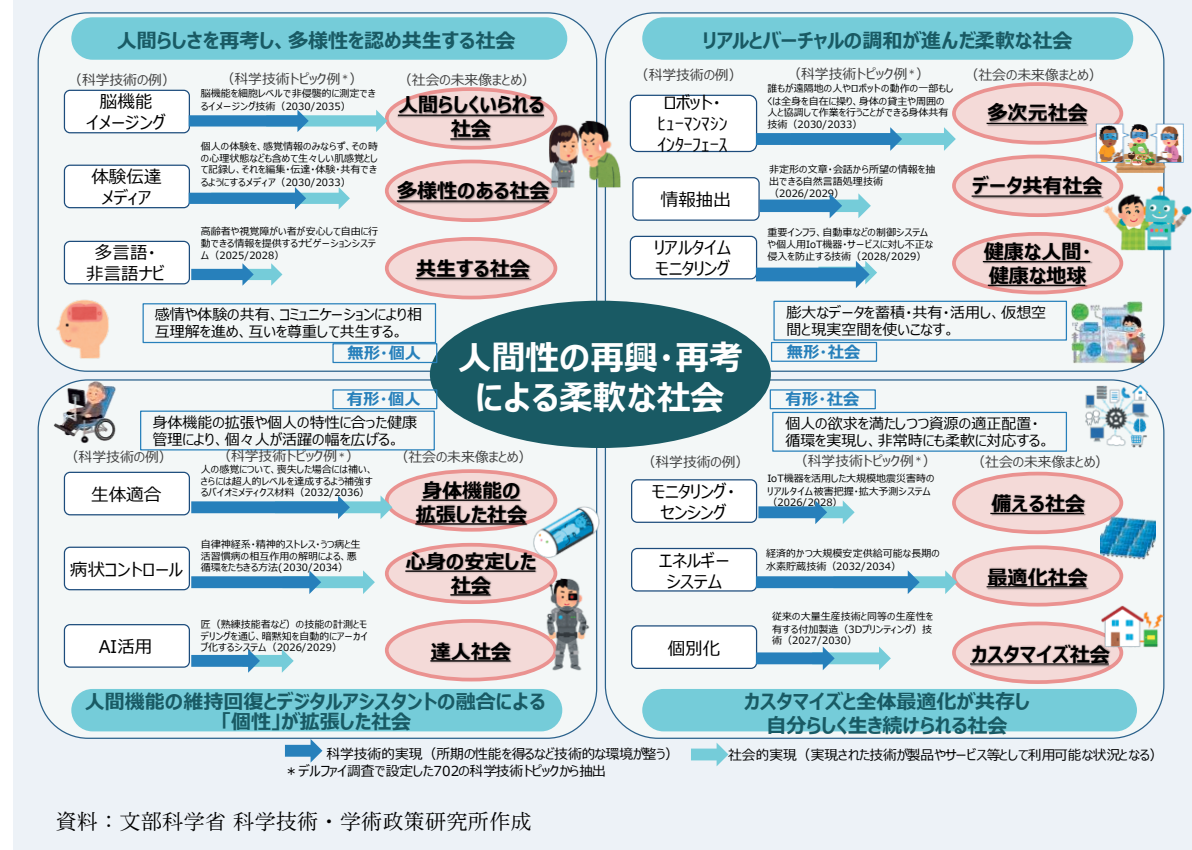 人間らしさを再考し、多様性を認め共生する社会
(科学技術の例)
(科学技術トピック例*)
(社会の未来像まとめ)
脳機能
イメージング
脳機能を細胞レベルで非侵襲的に測定でき
るイメージング技術(2030/2035)
人間らしくいられる
社会
体験伝達
メディア
個人の体験を、感覚情報のみならず、その時
の心理状態なども含めて生々しい肌感覚とし
て記録し、それを編集・伝達・体験・共有でき
るようにするメディア(2030/2033)
多様性のある社会
多言語・
非言語ナビ
高齢者や視覚障がい者が安心して自由に行
動できる情報を提供するナビゲーションシステ
ム(2025/2028)
共生する社会
感情や体験の共有、コミュニケーションにより相
互理解を進め、互いを尊重して共生する。
無形・個人
リアルとバーチャルの調和が進んだ柔軟な社会
(科学技術の例)
(科学技術トピック例*)
(社会の未来像まとめ)
ロボット・
ヒューマンマシン
インターフェース
誰もが遠隔地の人やロボットの動作の一部もし
くは全身を自在に操り、身体の貸主や周囲の
人と協調して作業を行うことができる身体共有
技術(2030/2033)
多次元社会
情報抽出
非定形の文章・会話から所望の情報を抽
出できる自然言語処理技術
(2026/2029)
データ共有社会
リアルタイム
モニタリング
重要インフラ、自動車などの制御システム
や個人用IoT機器・サービスに対し不正な
侵入を防止する技術(2028/2029)
健康な人間・
健康な地球
膨大なデータを蓄積・共有・活用し、仮想空
間と現実空間を使いこなす。
無形・社会
人間性の再興・再考
による柔軟な社会
有形・個人
身体機能の拡張や個人の特性に合った健康
管理により、個々人が活躍の幅を広げる。
(科学技術の例)
(科学技術トピック例*)
(社会の未来像まとめ)
生体適合
人の感覚について、喪失した場合には補い、
さらには超人的レベルを達成するよう補強す
るバイオミメティクス材料(2032/2036)
身体機能の
拡張した社会
病状コントロール
自律神経系・精神的ストレス・うつ病と生
活習慣病の相互作用の解明による、悪
循環をたちきる方法(2030/2034)
心身の安定した
社会
AI活用
匠(熟練技能者など)の技能の計測とモ
デリングを通じ、暗黙知を自動的にアーカイ
ブ化するシステム(2026/2029)
達人社会
人間機能の維持回復とデジタルアシスタントの融合による
「個性」が拡張した社会
有形・社会
個人の欲求を満たしつつ資源の適正配置・
循環を実現し、非常時にも柔軟に対応する。
(科学技術の例)
(科学技術トピック例*)
(社会の未来像まとめ)
モニタリング・
センシング
IoT機器を活用した大規模地震災害時の
リアルタイム被害把握・拡大予測システム
(2026/2028)
備える社会
エネルギー
システム
経済的かつ大規模安定供給可能な長期の
水素貯蔵技術(2032/2034)
最適化社会
個別化
従来の大量生産技術と同等の生産性を
有する付加製造(3Dプリンティング)技
術(2027/2030)
カスタマイズ社会
カスタマイズと全体最適化が共存し
自分らしく生き続けられる社会
科学技術的実現(所期の性能を得るなど技術的な環境が整う)
社会的実現(実現された技術が製品やサービス等として利用可能な状況となる)
*デルファイ調査で設定した702の科学技術トピックから抽出
資料:文部科学省 科学技術・学術政策研究所作成